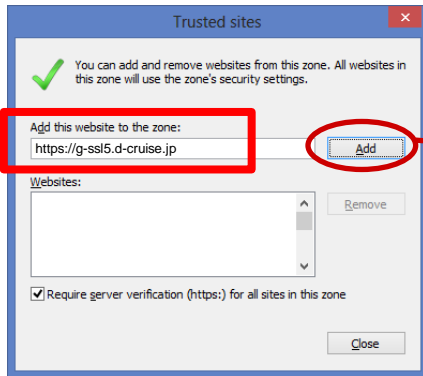 Trusted sites
You can add and remove websites from this zone. All websites in
this zone will use the zone's security settings.
Add this website to the zone:
https://g-ssl5.d-cruise.jp
Add
Websites:
Remove
Require server verification (https:) for all sites in this zone
Close